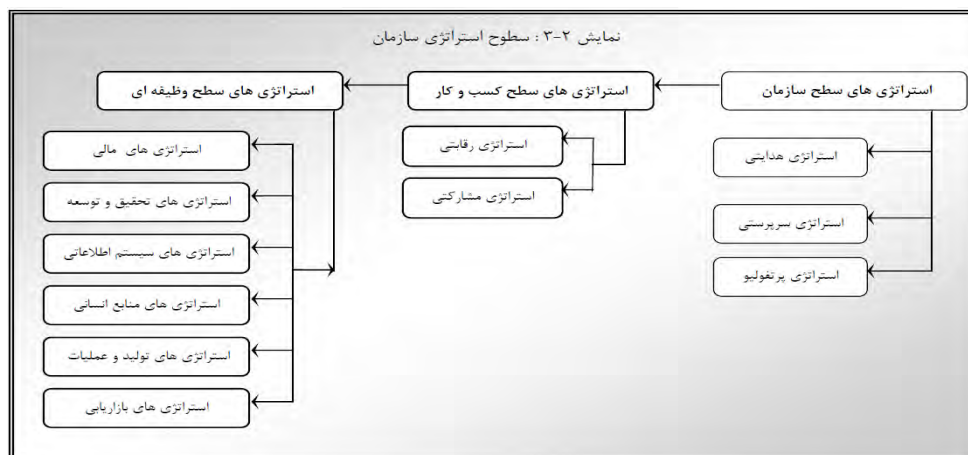 نمایش ۲-۳ : سطوح استراتژی سازمان
استراتژی های سطح سازمان
استراتژی هدایتی
استراتژی سرپرستی
استراتژی پرتفولیو
استراتژی های سطح کسب و کار
استراتژی رقابتی
استراتژی مشارکتی
استراتژی های سطح وظیفه ای
استراتژی های مالی
استراتژی های تحقیق و توسعه
استراتژی های سیستم اطلاعاتی
استراتژی های منابع انسانی
استراتژی های تولید و عملیات
استراتژی های بازاریابی